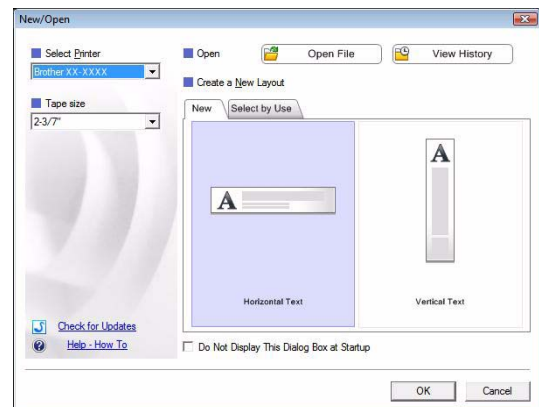 New/Open
Select Printer
Brother XX-XXXX
Tape size
2-3/7"
Check for Updates
Help - How To
Open
Open File
View History
Create a New Layout
New
Select by Use
A
Horizontal Text
A
Vertical Text
Do Not Display This Dialog Box at Startup
OK
Cancel